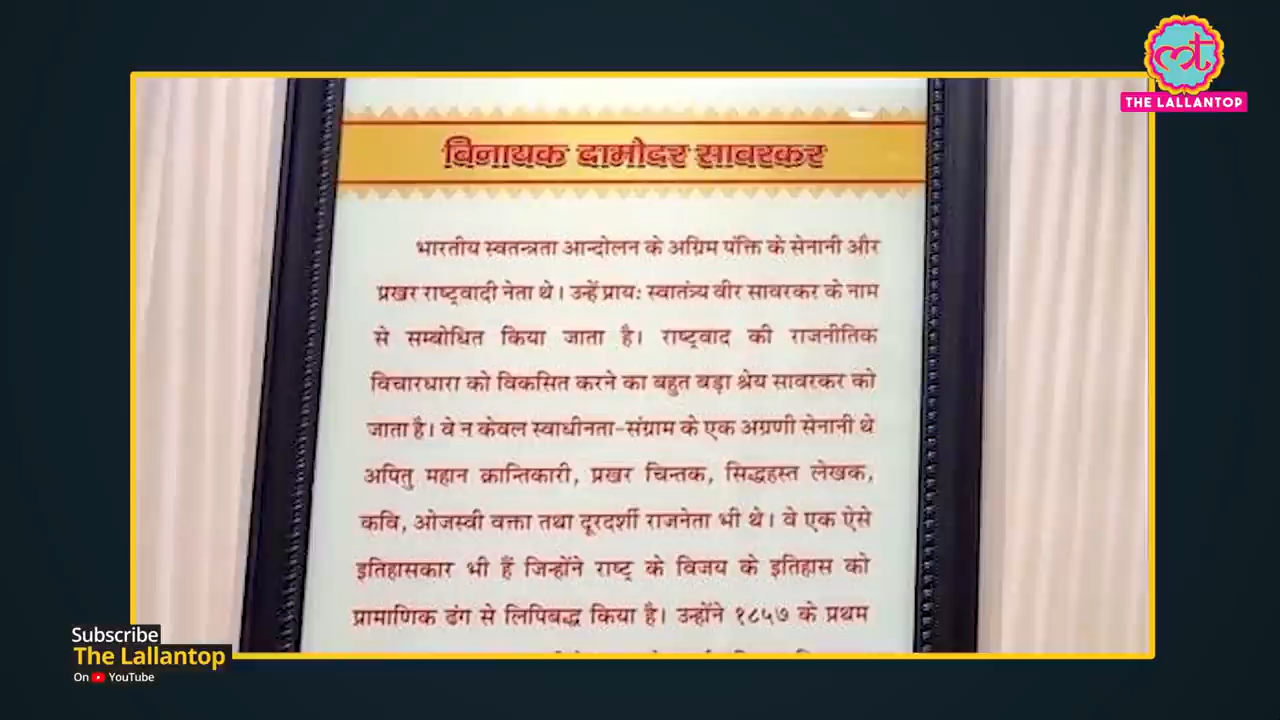 THE LALLANTOP
विनायक दामोदर सावरकर
भारतीय स्वतन्त्रता आन्दोलन के अग्रिम पंक्ति के सेनानी और
प्रखर राष्ट्रवादी नेता थे। उन्हें प्रायः स्वातंत्र्य वीर सावरकर के नाम
से सम्बोधित किया जाता है। राष्ट्रवाद की राजनीतिक
विचारधारा को विकसित करने का बहुत बड़ा श्रेय सावरकर को
जाता है। वे न केवल स्वाधीनता-संग्राम के एक अग्रणी सेनानी थे
अपितु महान क्रान्तिकारी, प्रखर चिन्तक, सिद्धहस्त लेखक,
कवि, ओजस्वी वक्ता तथा दूरदर्शी राजनेता भी थे। वे एक ऐसे
इतिहासकार भी हैं जिन्होंने राष्ट्र के विजय के इतिहास को
प्रामाणिक ढंग से लिपिबद्ध किया है। उन्होंने १८५७ के प्रथम
Subscribe
The Lallantop
On YouTube